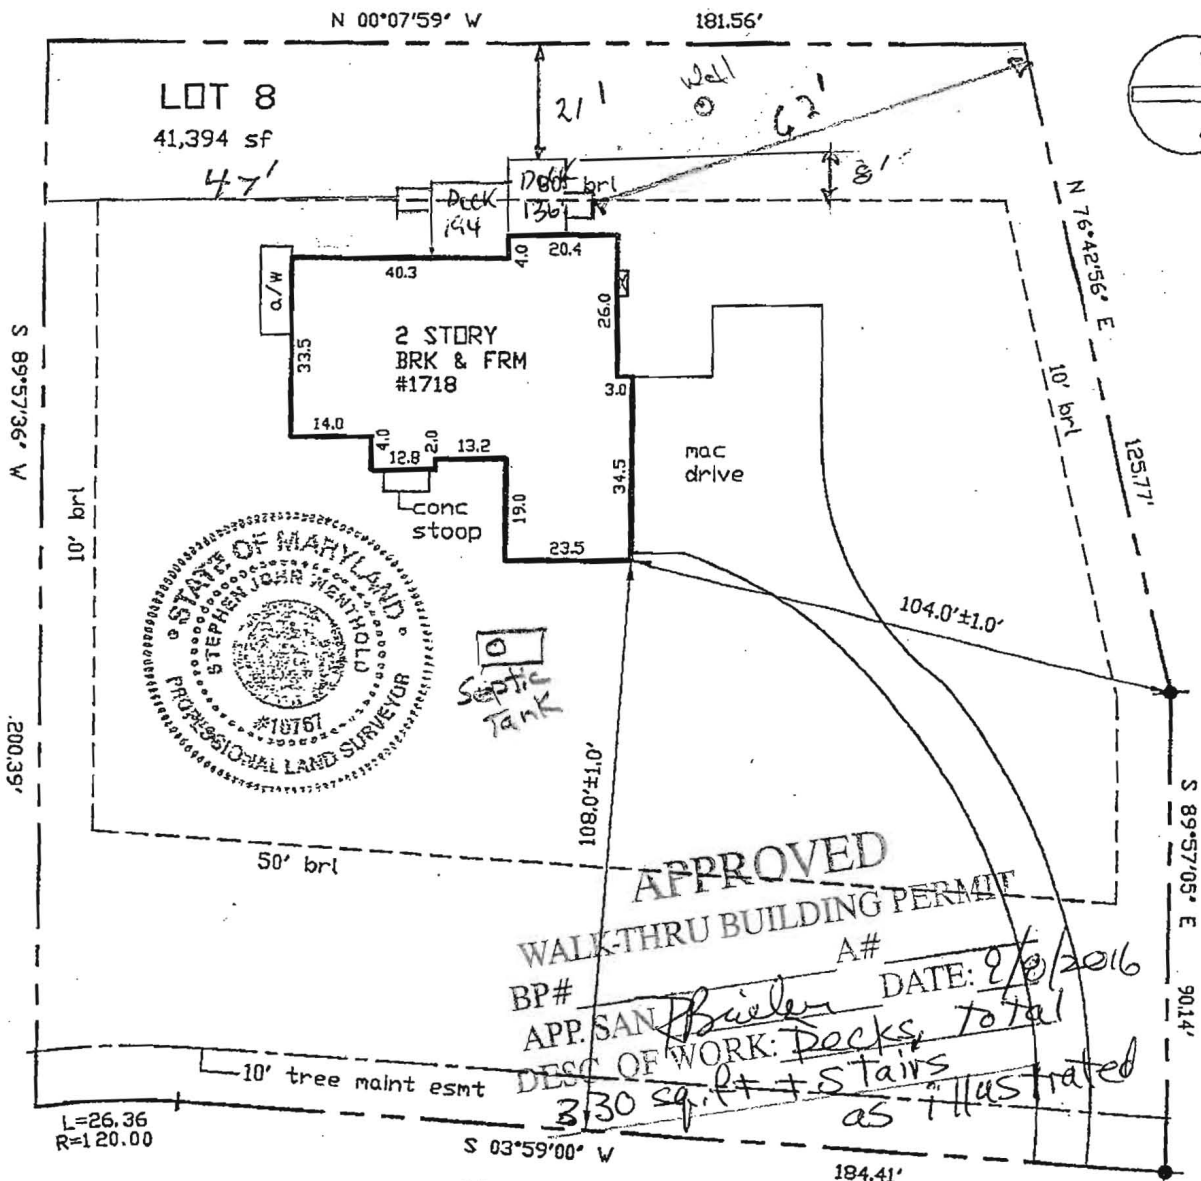 N 00°07'59" W 181.56'
LOT 8
41,394 sf
21'
Well
62'
8'
47'
Deck
194
136
brl
N 76°42'56" E
125.77'
10' brl
a/w
40.3
4.0
20.4
26.0
33.5
2 STORY
BRK & FRM
#1718
3.0
14.0
4.0
12.8
2.0
13.2
34.5
19.0
23.5
conc
stoop
mac
drive
S 89°57'36" W
200.39'
10' brl
STATE OF MARYLAND
STEPHEN JOHN WENTHOLD
#10767
PROFESSIONAL LAND SURVEYOR
Septic
Tank
104.0'±1.0'
108.0'±1.0'
S 89°57'05" E
90.14'
50' brl
APPROVED
WALK-THRU BUILDING PERMIT
BP# A#
APP. SAN DATE: 2016
DESC OF WORK: Decks, total
330 sq.ft + stairs
as illustrated
10' tree maint esmt
L=26.36
R=120.00
S 03°59'00" W
184.41'